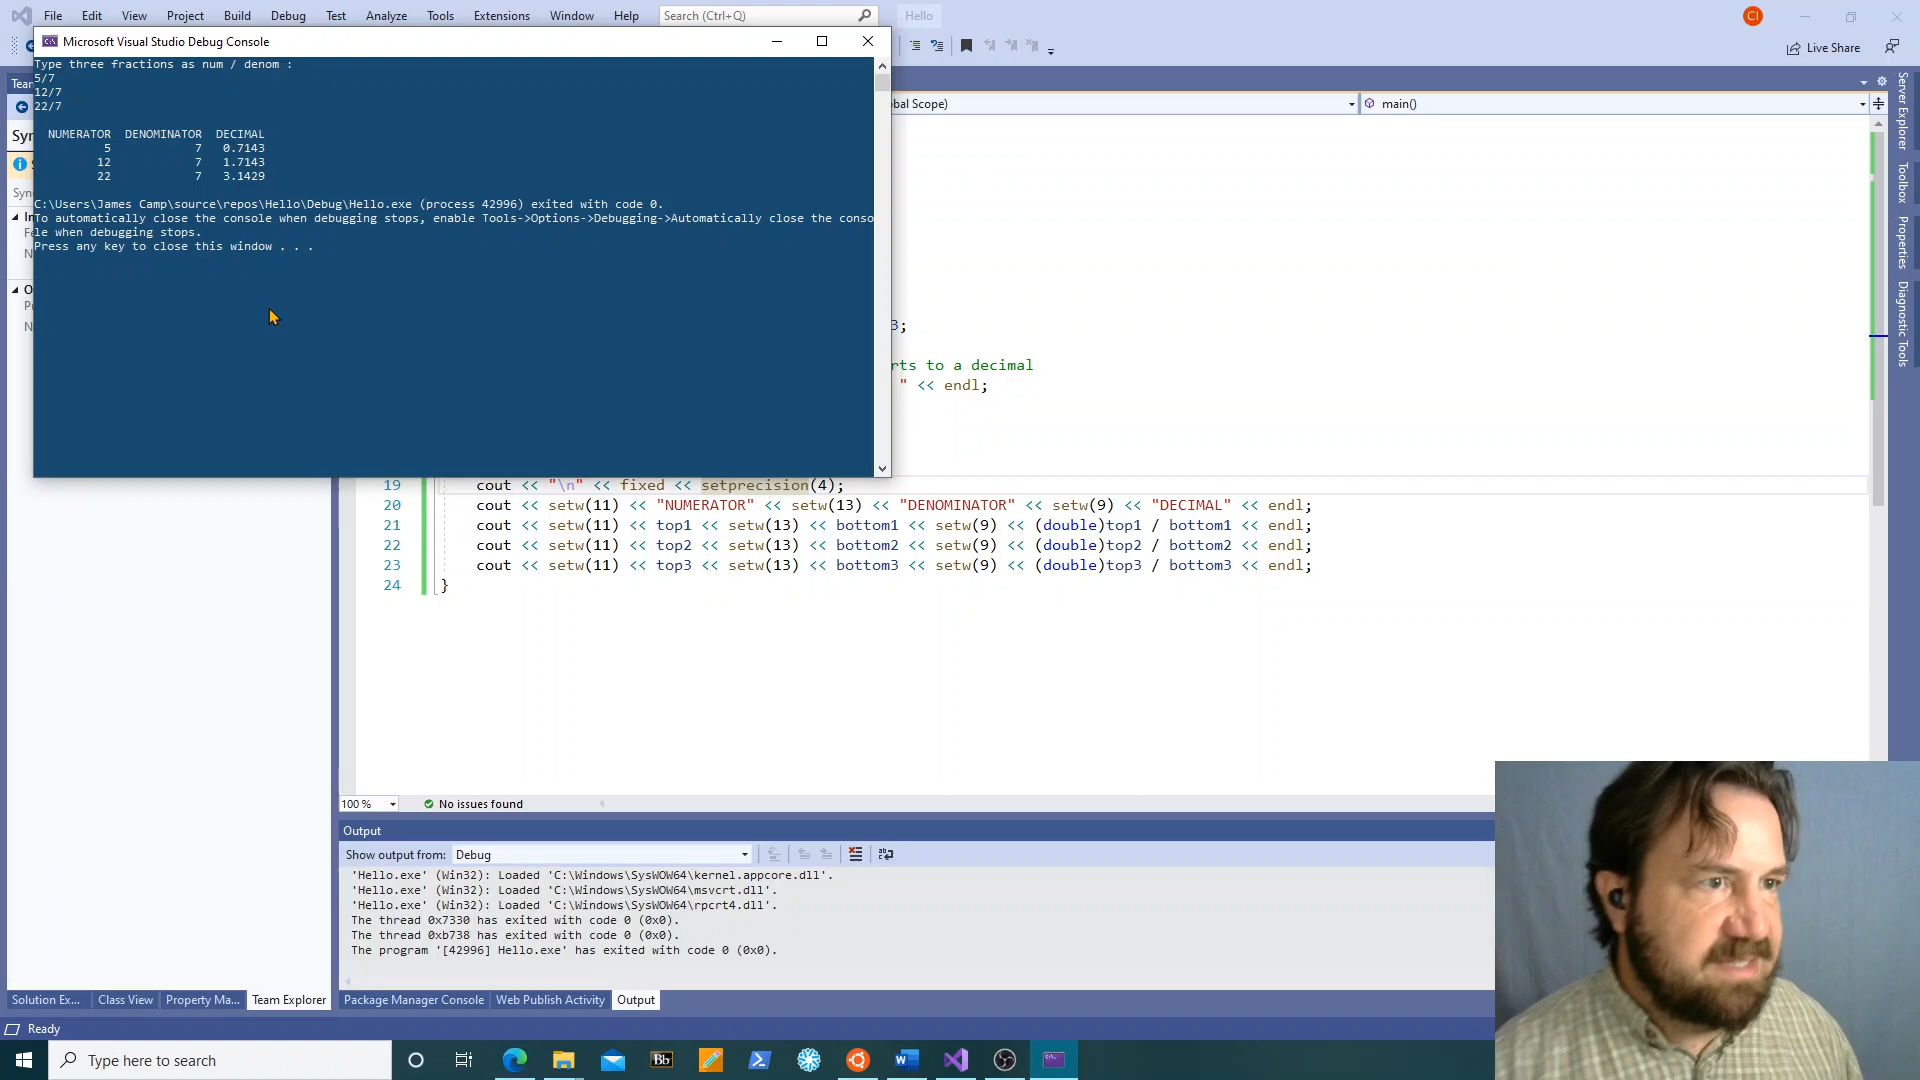 File Edit View Project Build Debug Test Analyze Tools Extensions Window Help Search (Ctrl+Q) Hello CI
Microsoft Visual Studio Debug Console
Live Share
Type three fractions as num / denom :
5/7
12/7
22/7
NUMERATOR DENOMINATOR DECIMAL
5 7 0.7143
12 7 1.7143
22 7 3.1429
C:\Users\James Camp\source\repos\Hello\Debug\Hello.exe (process 42996) exited with code 0.
To automatically close the console when debugging stops, enable Tools->Options->Debugging->Automatically close the conso
le when debugging stops.
Press any key to close this window . . .
bal Scope) main()
3;
rts to a decimal
" << endl;
19 cout << "\n" << fixed << setprecision(4);
20 cout << setw(11) << "NUMERATOR" << setw(13) << "DENOMINATOR" << setw(9) << "DECIMAL" << endl;
21 cout << setw(11) << top1 << setw(13) << bottom1 << setw(9) << (double)top1 / bottom1 << endl;
22 cout << setw(11) << top2 << setw(13) << bottom2 << setw(9) << (double)top2 / bottom2 << endl;
23 cout << setw(11) << top3 << setw(13) << bottom3 << setw(9) << (double)top3 / bottom3 << endl;
24 }
Server Explorer
Toolbox
Properties
Diagnostic Tools
100 % No issues found
Output
Show output from: Debug
'Hello.exe' (Win32): Loaded 'C:\Windows\SysWOW64\kernel.appcore.dll'.
'Hello.exe' (Win32): Loaded 'C:\Windows\SysWOW64\msvcrt.dll'.
'Hello.exe' (Win32): Loaded 'C:\Windows\SysWOW64\rpcrt4.dll'.
The thread 0x7330 has exited with code 0 (0x0).
The thread 0xb738 has exited with code 0 (0x0).
The program '[42996] Hello.exe' has exited with code 0 (0x0).
Solution Ex... Class View Property Ma... Team Explorer Package Manager Console Web Publish Activity Output
Ready
Type here to search Bb